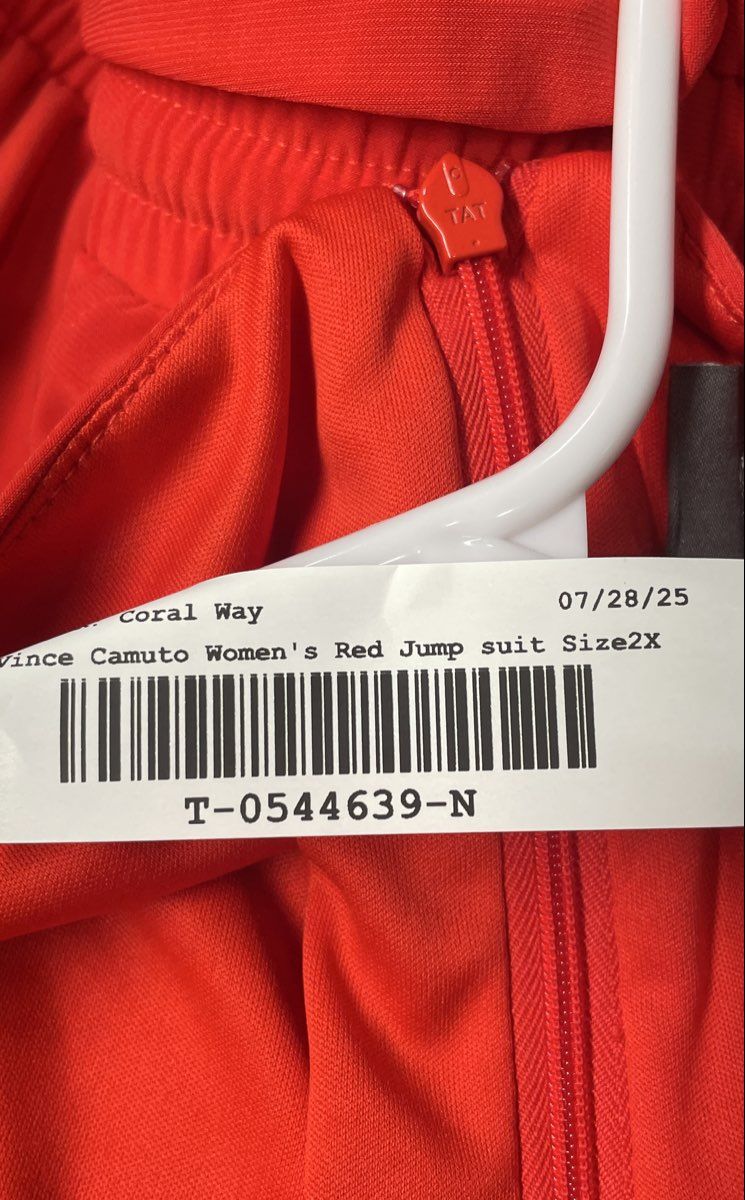 TAT
Coral Way 07/28/25
Vince Camuto Women's Red Jump suit Size2X
T-0544639-N